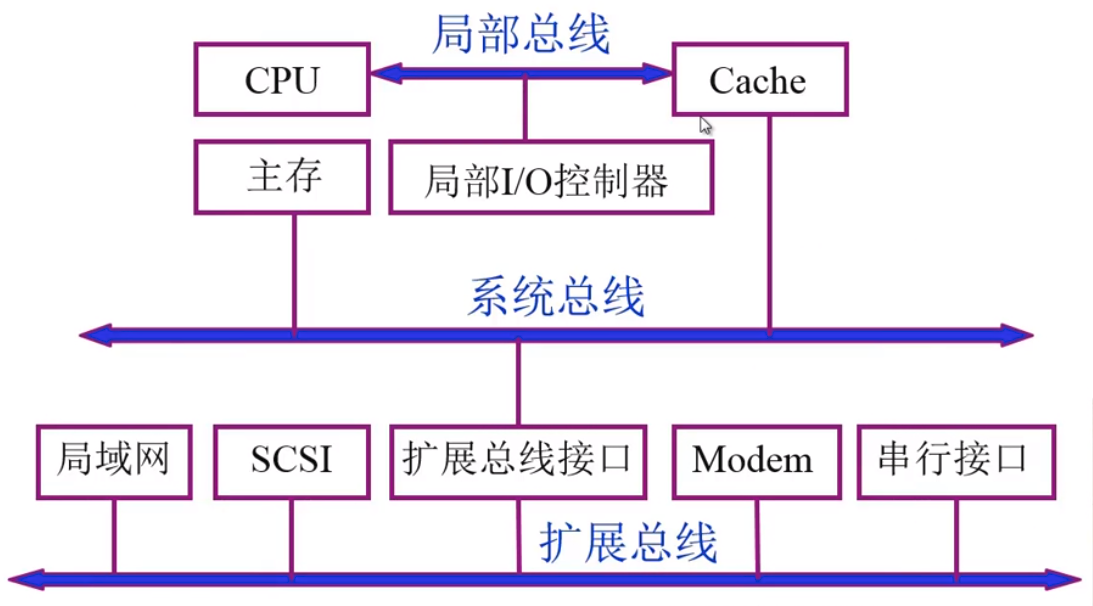 局部总线
CPU
Cache
主存
局部I/O控制器
系统总线
局域网
SCSI
扩展总线接口
Modem
串行接口
扩展总线